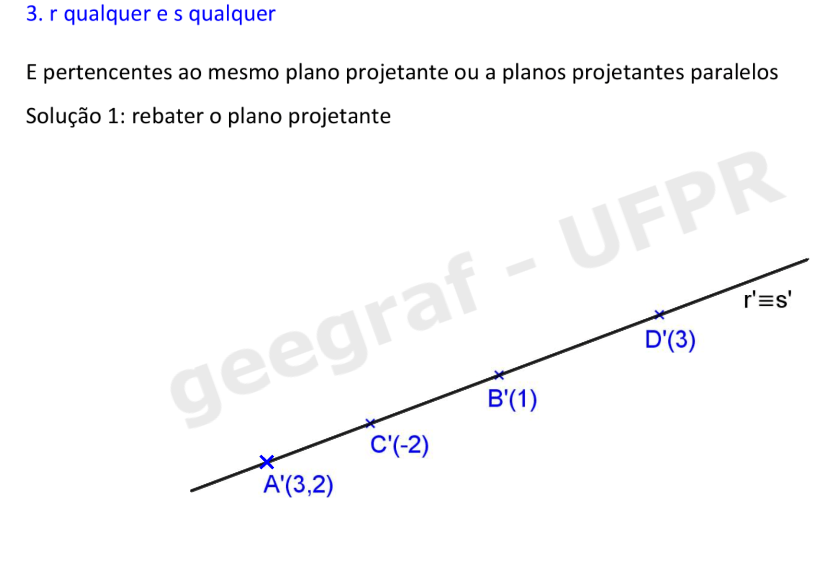 3. r qualquer e s qualquer
E pertencentes ao mesmo plano projetante ou a planos projetantes paralelos
Solução 1: rebater o plano projetante
geegraf - UFPR
r'≡s'
D'(3)
B'(1)
C'(-2)
A'(3,2)